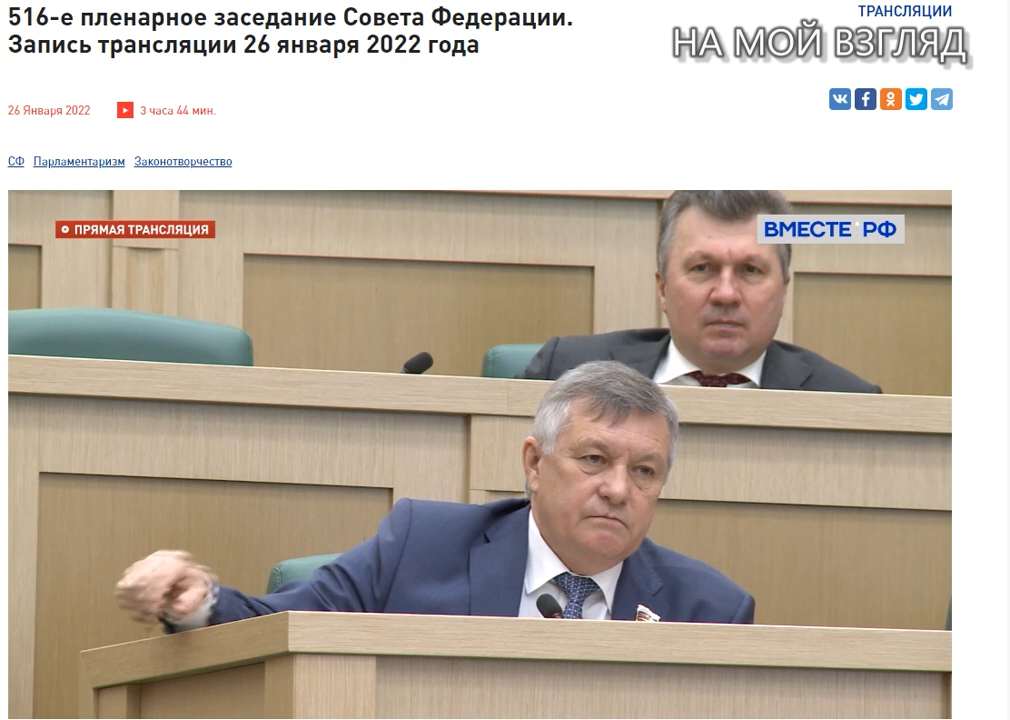 516-е пленарное заседание Совета Федерации.
Запись трансляции 26 января 2022 года
ТРАНСЛЯЦИИ
НА МОЙ ВЗГЛЯД
26 Января 2022
3 часа 44 мин.
СФ Парламентаризм Законотворчество
ПРЯМАЯ ТРАНСЛЯЦИЯ
ВМЕСТЕ РФ